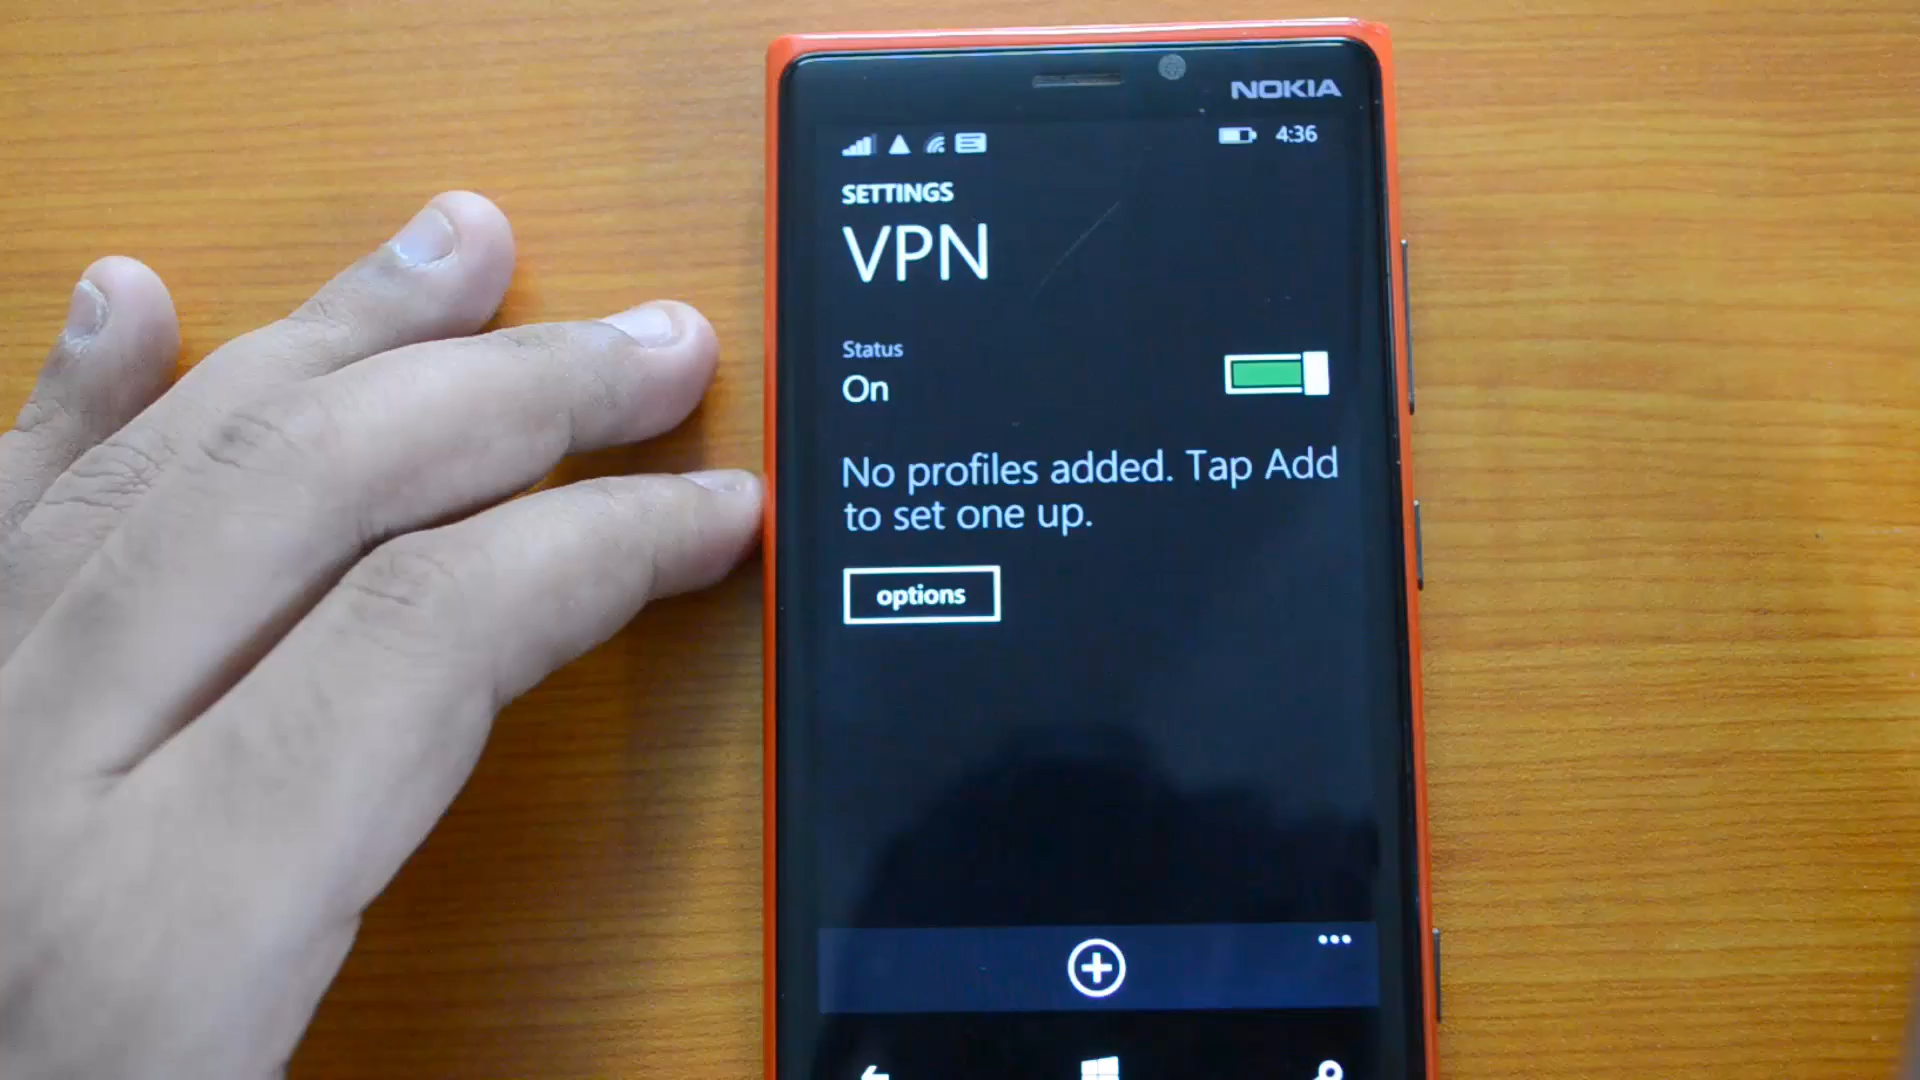 NOKIA
4:36
SETTINGS
VPN
Status
On
No profiles added. Tap Add
to set one up.
options